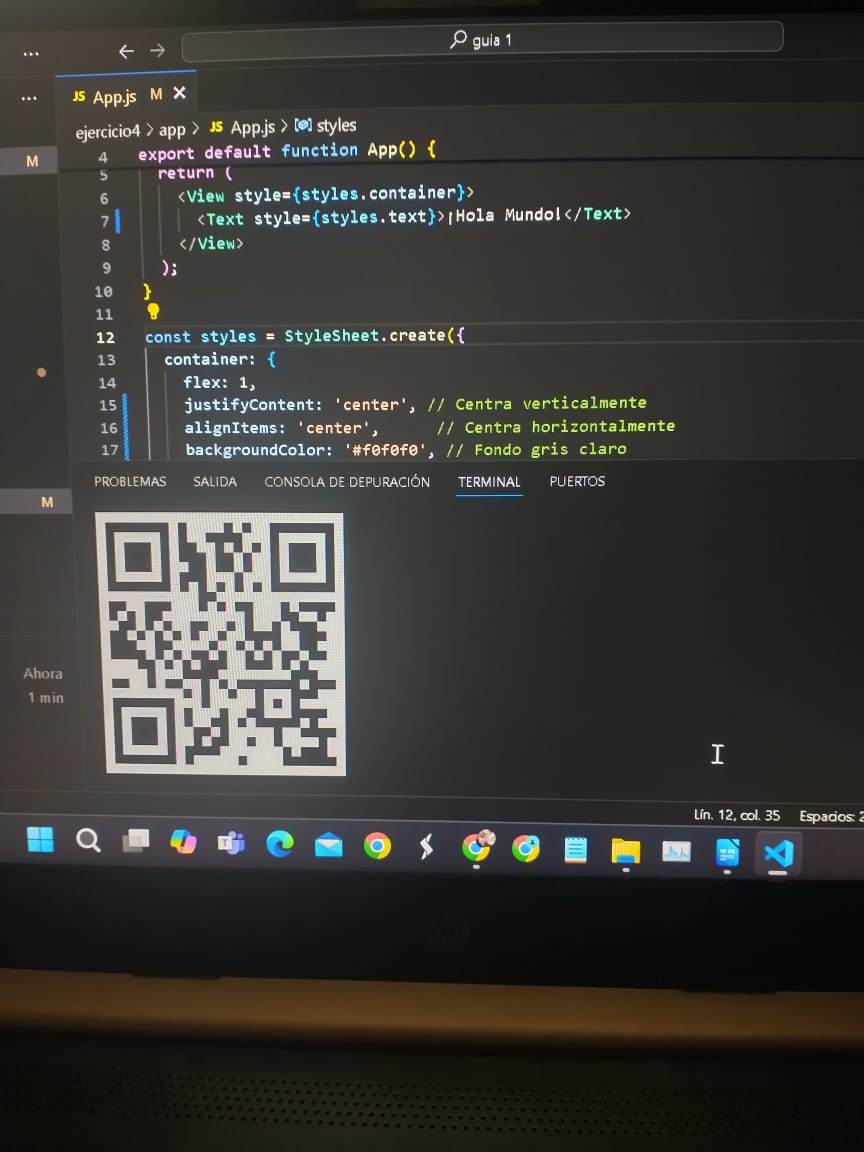 guia 1
JS App.js M
ejercicio4 > app > JS App.js > styles
M
4 export default function App() {
5 return (
6 <View style={styles.container}>
7 <Text style={styles.text}>¡Hola Mundo!</Text>
8 </View>
9 );
10 }
11
12 const styles = StyleSheet.create({
13 container: {
14 flex: 1,
15 justifyContent: 'center', // Centra verticalmente
16 alignItems: 'center', // Centra horizontalmente
17 backgroundColor: '#f0f0f0', // Fondo gris claro
PROBLEMAS SALIDA CONSOLA DE DEPURACIÓN TERMINAL PUERTOS
M
Ahora
1 min
Lín. 12, col. 35 Espacios: 2
hp